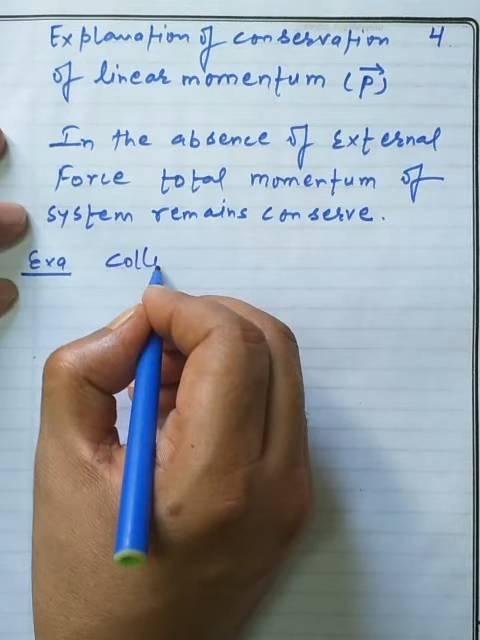 Explanation of conservation 4
of linear momentum (P⃗)
In the absence of External
Force total momentum of
system remains conserve.
Exa Colli